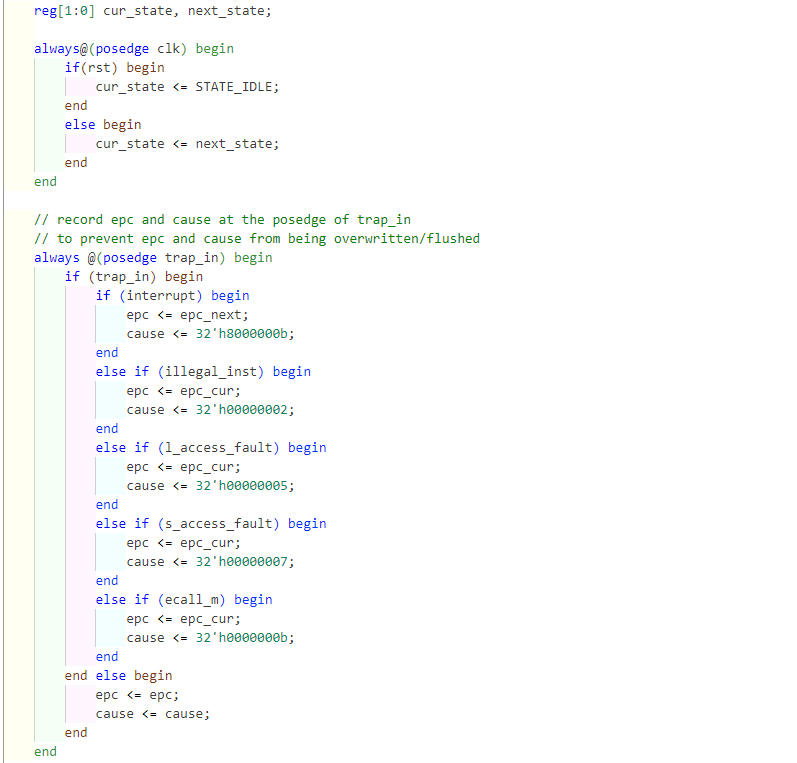 reg[1:0] cur_state, next_state;
always@(posedge clk) begin
if(rst) begin
cur_state <= STATE_IDLE;
end
else begin
cur_state <= next_state;
end
end
// record epc and cause at the posedge of trap_in
// to prevent epc and cause from being overwritten/flushed
always @(posedge trap_in) begin
if (trap_in) begin
if (interrupt) begin
epc <= epc_next;
cause <= 32'h8000000b;
end
else if (illegal_inst) begin
epc <= epc_cur;
cause <= 32'h00000002;
end
else if (l_access_fault) begin
epc <= epc_cur;
cause <= 32'h00000005;
end
else if (s_access_fault) begin
epc <= epc_cur;
cause <= 32'h00000007;
end
else if (ecall_m) begin
epc <= epc_cur;
cause <= 32'h0000000b;
end
end else begin
epc <= epc;
cause <= cause;
end
end